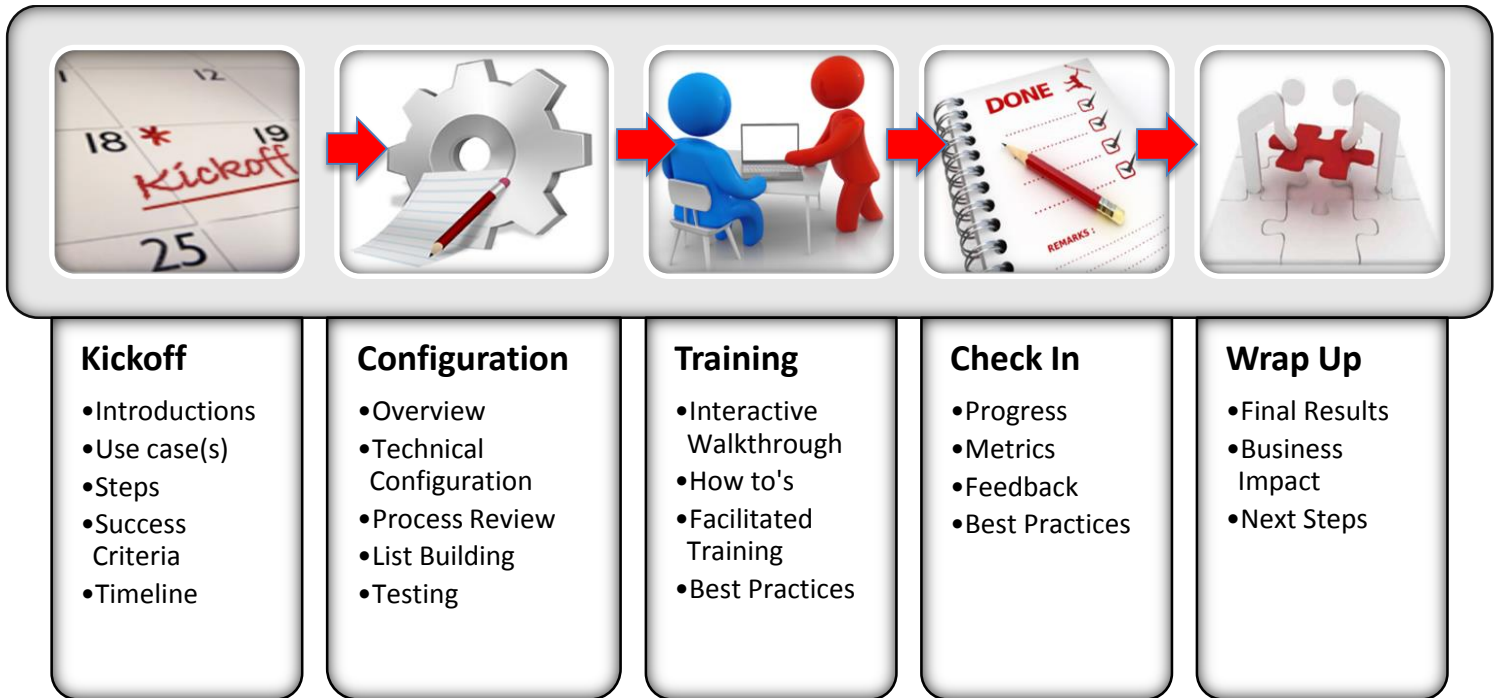 11
12
18 * 19
Kickoff
25
DONE
REMARKS :
Kickoff
•Introductions
•Use case(s)
•Steps
•Success
Criteria
•Timeline
Configuration
•Overview
•Technical
Configuration
•Process Review
•List Building
•Testing
Training
•Interactive
Walkthrough
•How to's
•Facilitated
Training
•Best Practices
Check In
•Progress
•Metrics
•Feedback
•Best Practices
Wrap Up
•Final Results
•Business
Impact
•Next Steps